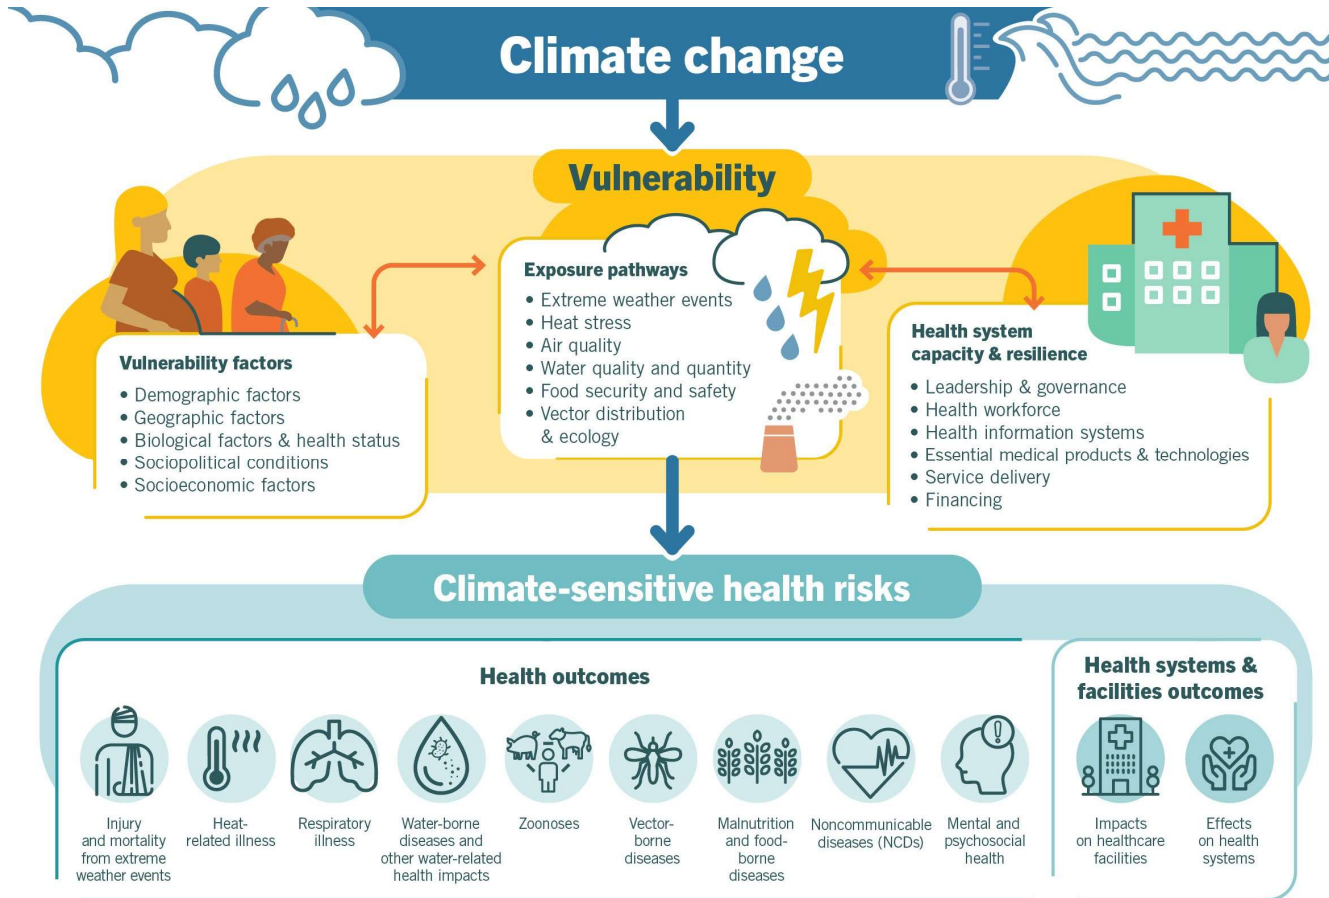 Climate change
Vulnerability
Vulnerability factors
• Demographic factors
• Geographic factors
• Biological factors & health status
• Sociopolitical conditions
• Socioeconomic factors
Exposure pathways
• Extreme weather events
• Heat stress
• Air quality
• Water quality and quantity
• Food security and safety
• Vector distribution
& ecology
Health system
capacity & resilience
• Leadership & governance
• Health workforce
• Health information systems
• Essential medical products & technologies
• Service delivery
• Financing
Climate-sensitive health risks
Health outcomes
Injury
and mortality
from extreme
weather events
Heat-
related illness
Respiratory
illness
Water-borne
diseases and
other water-related
health impacts
Zoonoses
Vector-
borne
diseases
Malnutrition
and food-
borne
diseases
Noncommunicable
diseases (NCDs)
Mental and
psychosocial
health
Health systems &
facilities outcomes
Impacts
on healthcare
facilities
Effects
on health
systems